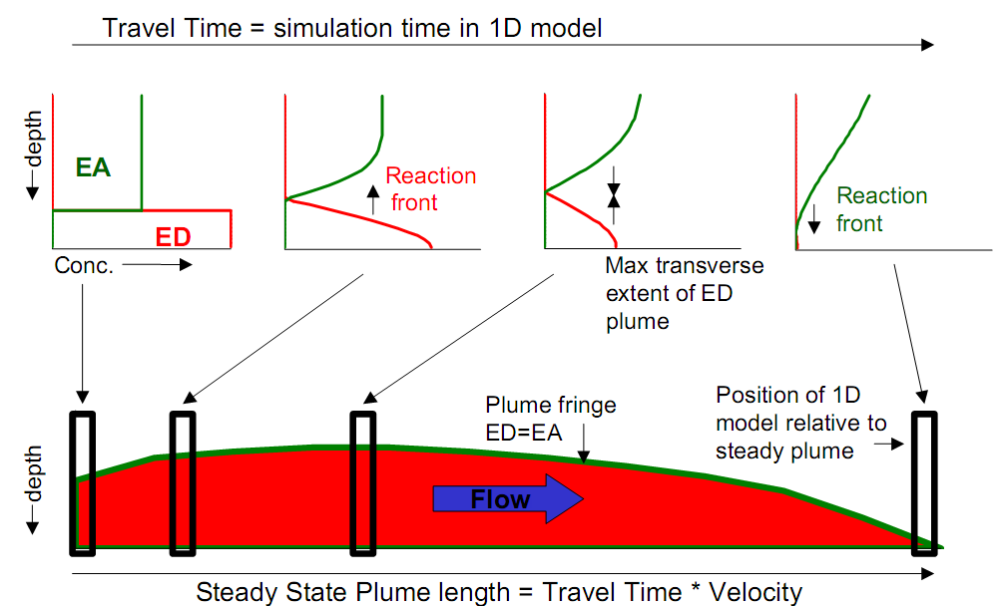 Travel Time = simulation time in 1D model
depth
EA
ED
Conc.
Reaction
front
Max transverse
extent of ED
plume
Reaction
front
depth
Plume fringe
ED=EA
Position of 1D
model relative to
steady plume
Flow
Steady State Plume length = Travel Time * Velocity